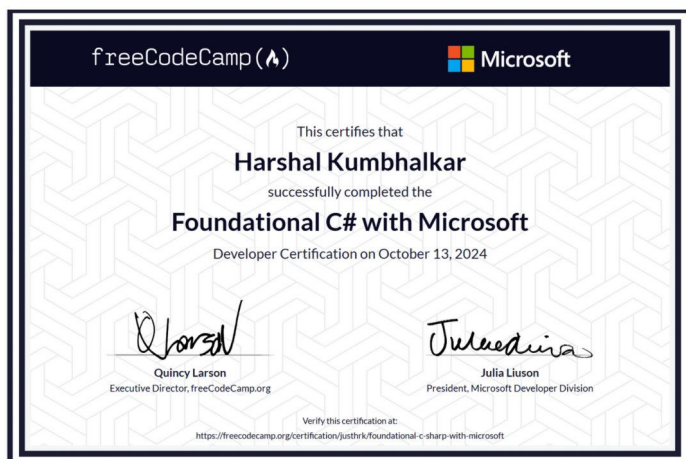 freeCodeCamp(🔥)
Microsoft
This certifies that
Harshal Kumbhalkar
successfully completed the
Foundational C# with Microsoft
Developer Certification on October 13, 2024
Quincy Larson
Julia Liuson
Executive Director, freeCodeCamp.org
President, Microsoft Developer Division
Verify this certification at:
https://freecodecamp.org/certification/justhrk/foundational-c-sharp-with-microsoft